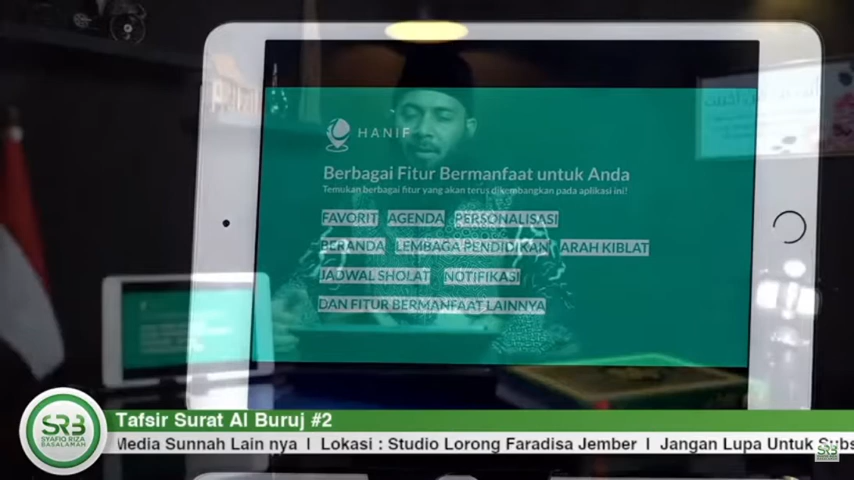 HANIF
Berbagai Fitur Bermanfaat untuk Anda
Temukan berbagai fitur yang akan terus dikembangkan pada aplikasi ini!
FAVORIT AGENDA PERSONALISASI
BERANDA LEMBAGA PENDIDIKAN ARAH KIBLAT
JADWAL SHOLAT NOTIFIKASI
DAN FITUR BERMANFAAT LAINNYA
SRB
SYAFIQ RIZA
BASALAMAH
Tafsir Surat Al Buruj #2
Media Sunnah Lain nya I Lokasi : Studio Lorong Faradisa Jember I Jangan Lupa Untuk Subs
SRB